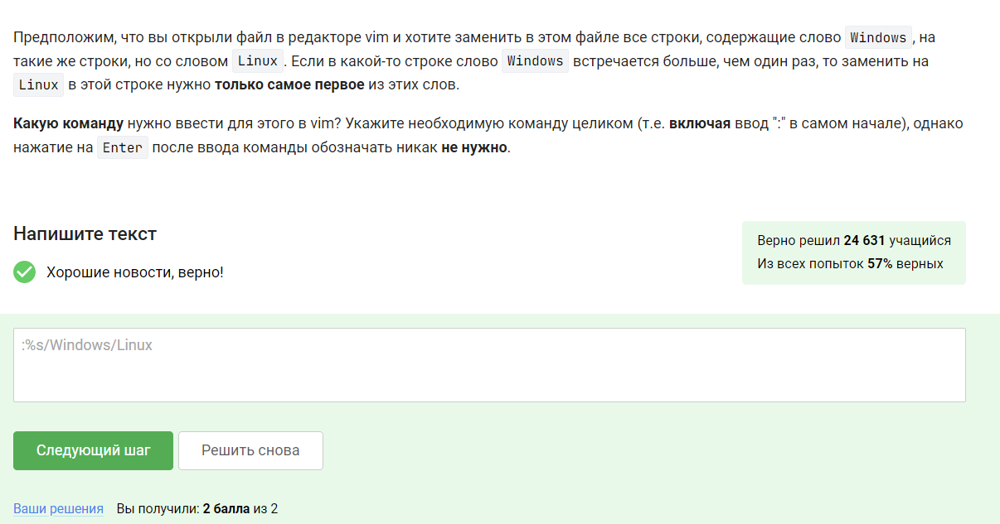 Предположим, что вы открыли файл в редакторе vim и хотите заменить в этом файле все строки, содержащие слово Windows, на
такие же строки, но со словом Linux. Если в какой-то строке слово Windows встречается больше, чем один раз, то заменить на
Linux в этой строке нужно только самое первое из этих слов.
Какую команду нужно ввести для этого в vim? Укажите необходимую команду целиком (т.е. включая ввод ":" в самом начале), однако
нажатие на Enter после ввода команды обозначать никак не нужно.
Напишите текст
Верно решил 24 631 учащийся
Из всех попыток 57% верных
Хорошие новости, верно!
:%s/Windows/Linux
Следующий шаг
Решить снова
Ваши решения Вы получили: 2 балла из 2